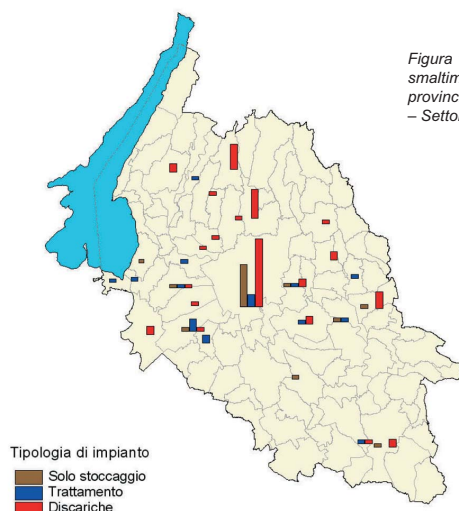 Figura
smaltim
provinc
– Settor
Tipologia di impianto
Solo stoccaggio
Trattamento
Discariche